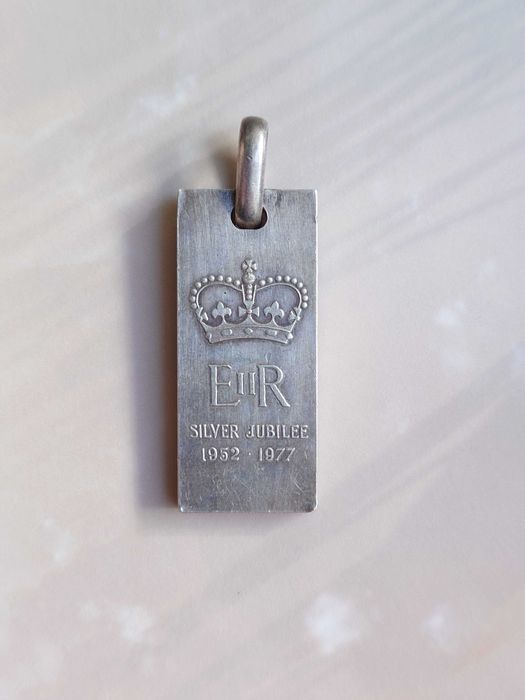 EIIR
SILVER JUBILEE
1952 · 1977